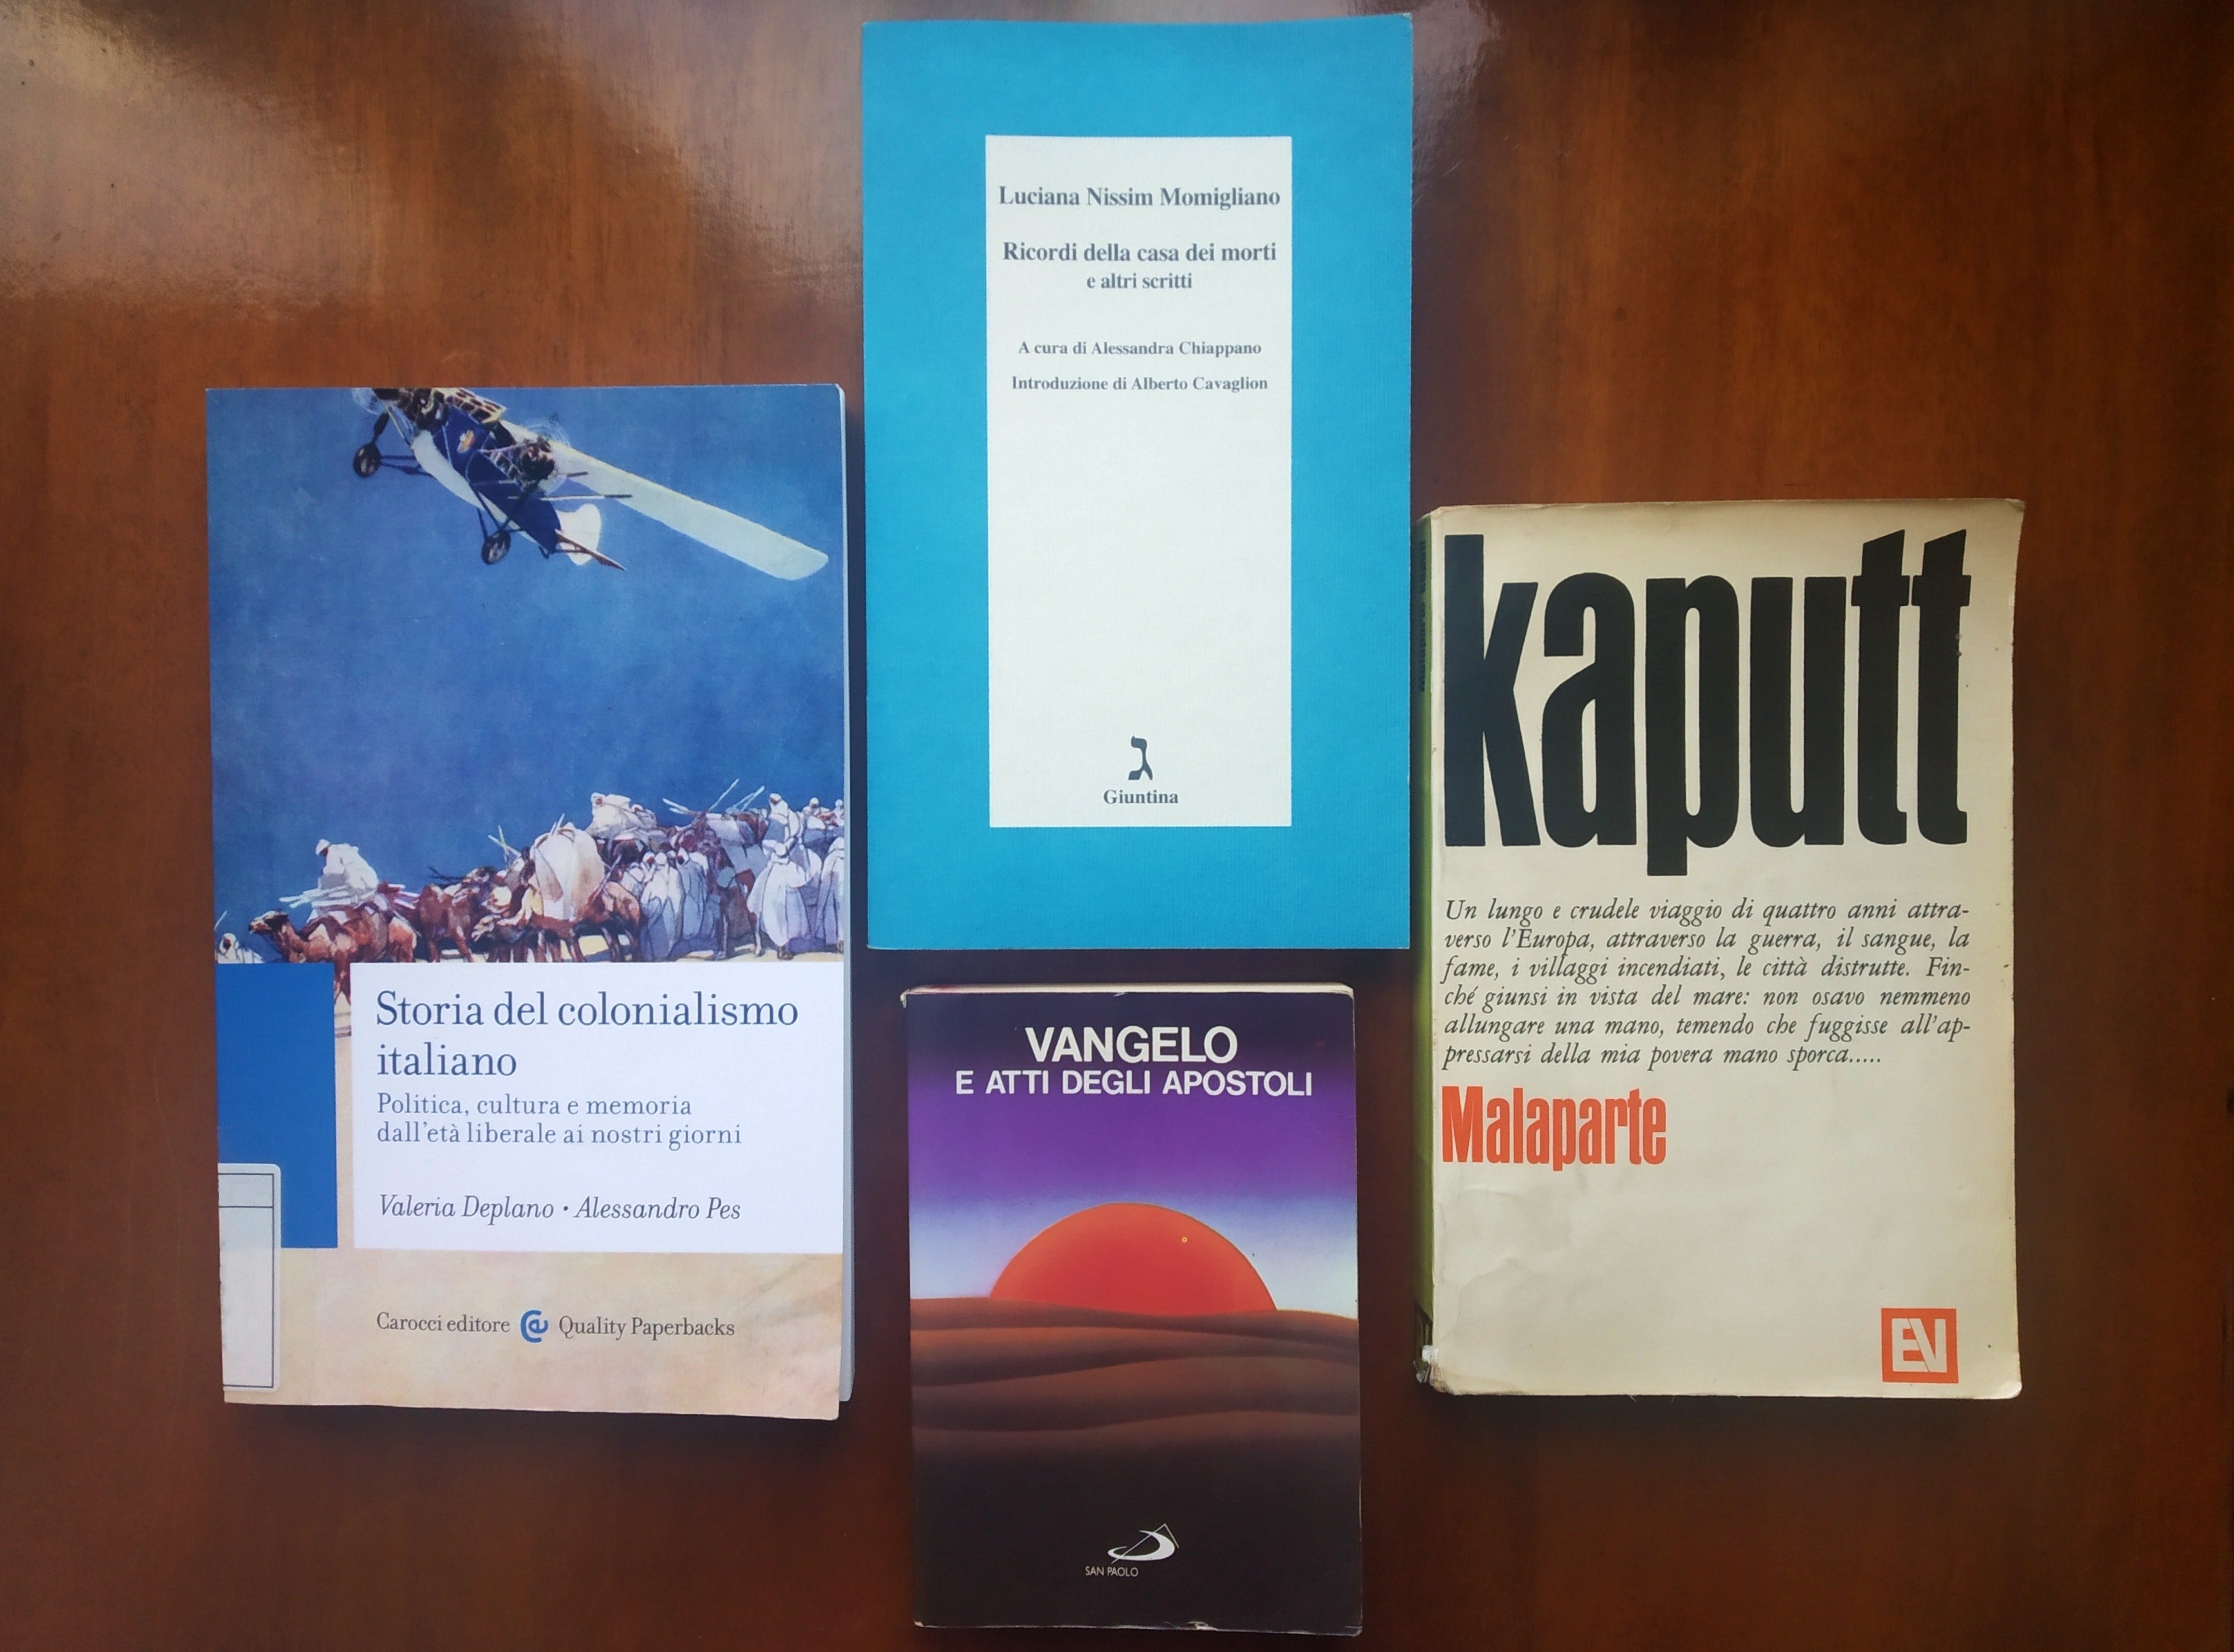 Luciana Nissim Momigliano
Ricordi della casa dei morti
e altri scritti
A cura di Alessandra Chiappano
Introduzione di Alberto Cavaglion
ג
Giuntina
Storia del colonialismo
italiano
Politica, cultura e memoria
dall'età liberale ai nostri giorni
Valeria Deplano • Alessandro Pes
Carocci editore Quality Paperbacks
VANGELO
E ATTI DEGLI APOSTOLI
SAN PAOLO
kaputt
Un lungo e crudele viaggio di quattro anni attra-
verso l'Europa, attraverso la guerra, il sangue, la
fame, i villaggi incendiati, le città distrutte. Fin-
ché giunsi in vista del mare: non osavo nemmeno
allungare una mano, temendo che fuggisse all'ap-
pressarsi della mia povera mano sporca.....
Malaparte
EV